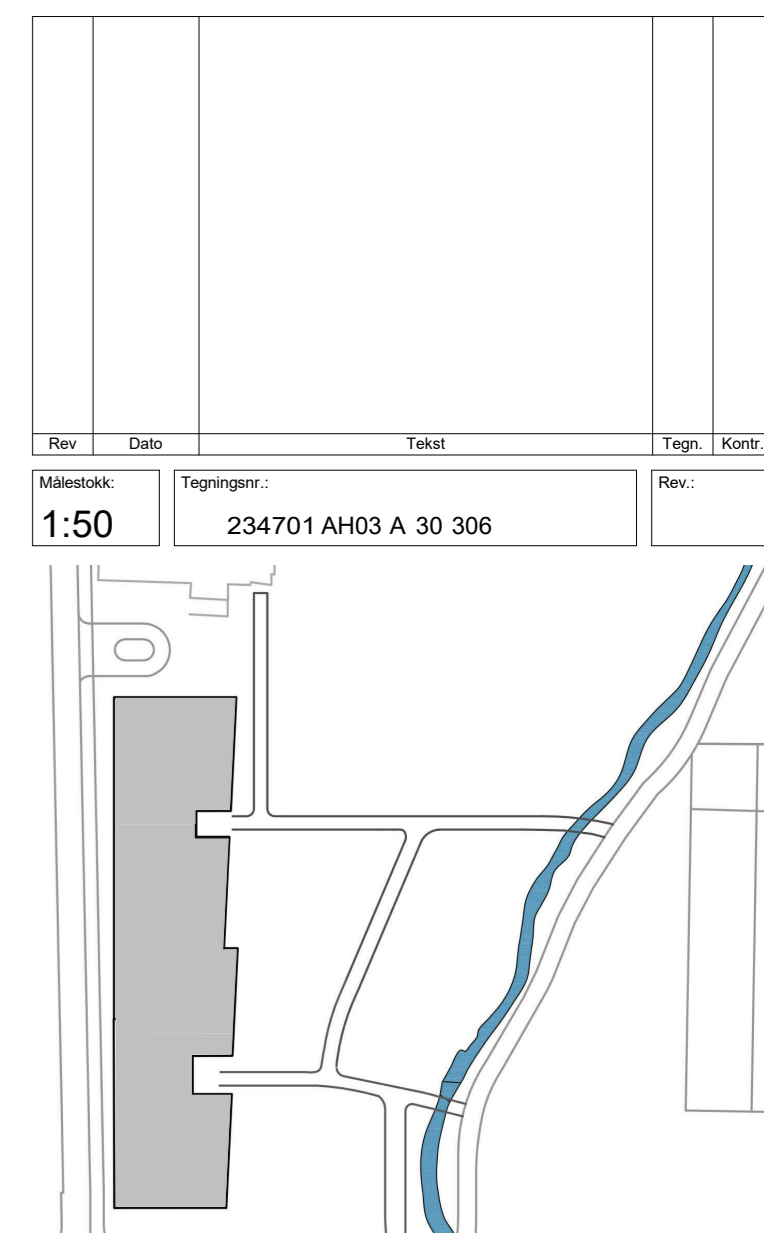 Rev Dato Tekst Tegn. Kontr.
Målestokk: Tegningsnr.: Rev.:
1:50 234701 AH03 A 30 306